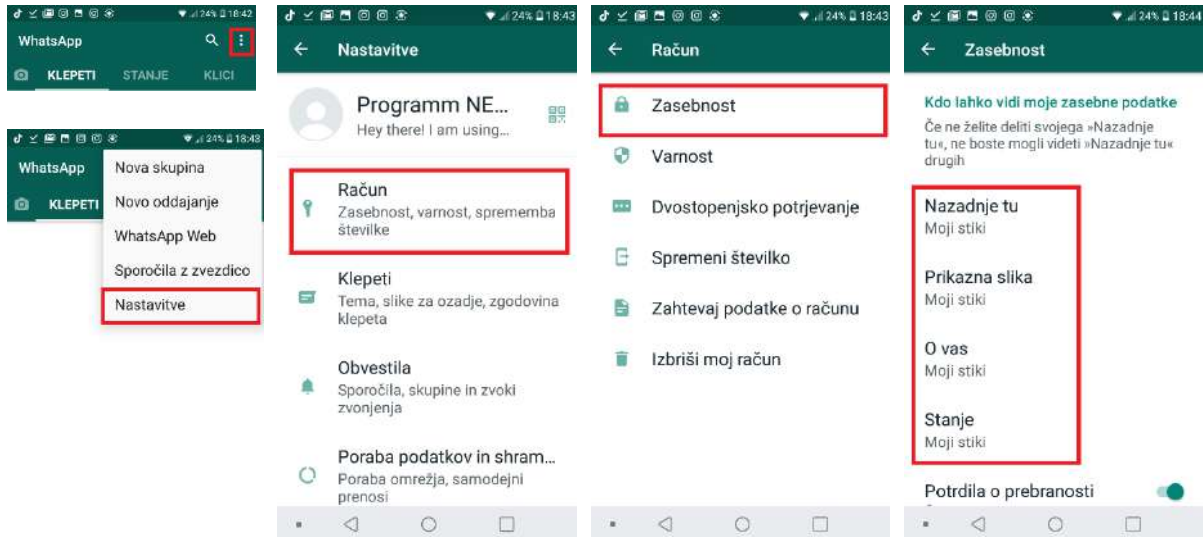 24% 18:42
WhatsApp
KLEPETI STANJE KLICI
24% 18:43
WhatsApp
KLEPETI
Nova skupina
Novo oddajanje
WhatsApp Web
Sporočila z zvezdico
Nastavitve
24% 18:43
Nastavitve
Programm NE...
Hey there! I am using...
Račun
Zasebnost, varnost, sprememba
številke
Klepeti
Tema, slike za ozadje, zgodovina
klepeta
Obvestila
Sporočila, skupine in zvoki
zvonjenja
Poraba podatkov in shram...
Poraba omrežja, samodejni
prenosi
24% 18:43
Račun
Zasebnost
Varnost
Dvostopenjsko potrjevanje
Spremeni številko
Zahtevaj podatke o računu
Izbriši moj račun
24% 18:44
Zasebnost
Kdo lahko vidi moje zasebne podatke
Če ne želite deliti svojega »Nazadnje
tu«, ne boste mogli videti »Nazadnje tu«
drugih
Nazadnje tu
Moji stiki
Prikazna slika
Moji stiki
O vas
Moji stiki
Stanje
Moji stiki
Potrdila o prebranosti